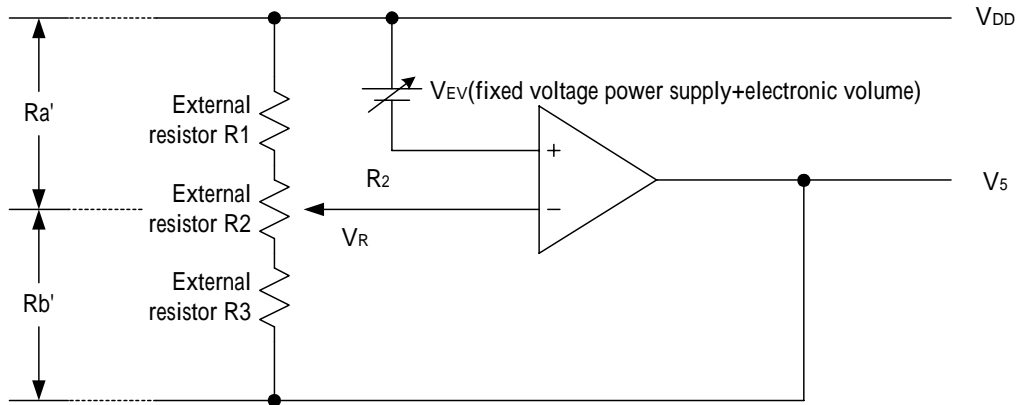 VDD
VEV(fixed voltage power supply+electronic volume)
Ra'
External
resistor R1
+
R2
External
resistor R2
V5
−
VR
Rb'
External
resistor R3